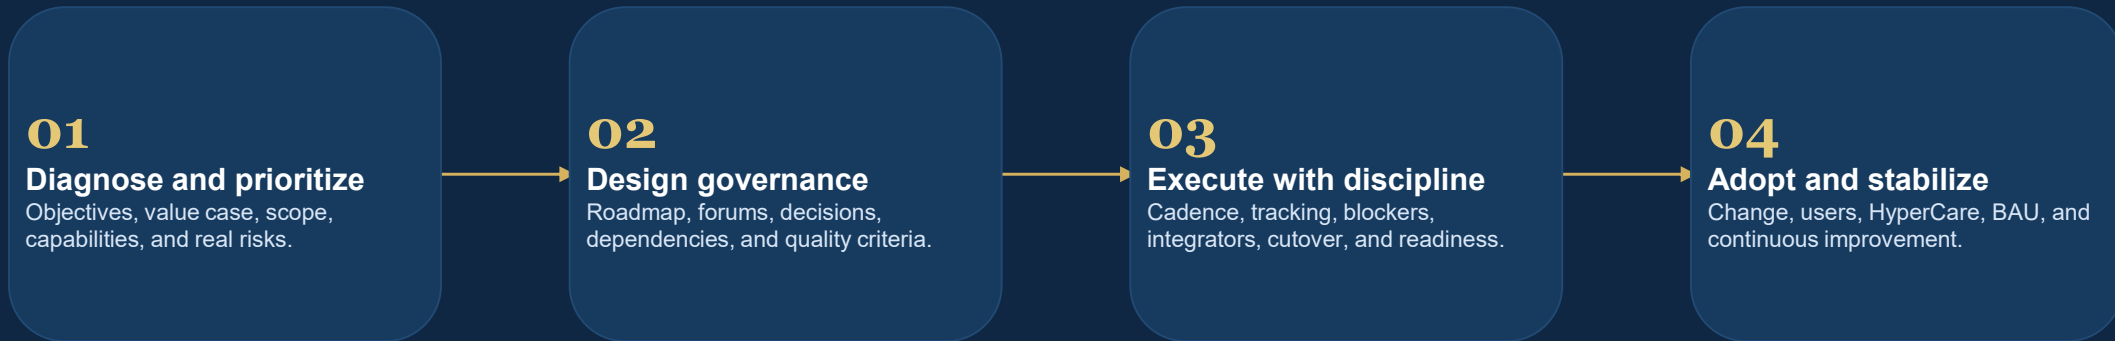 01
Diagnose and prioritize
Objectives, value case, scope,
capabilities, and real risks.
02
Design governance
Roadmap, forums, decisions,
dependencies, and quality criteria.
03
Execute with discipline
Cadence, tracking, blockers,
integrators, cutover, and readiness.
04
Adopt and stabilize
Change, users, HyperCare, BAU, and
continuous improvement.